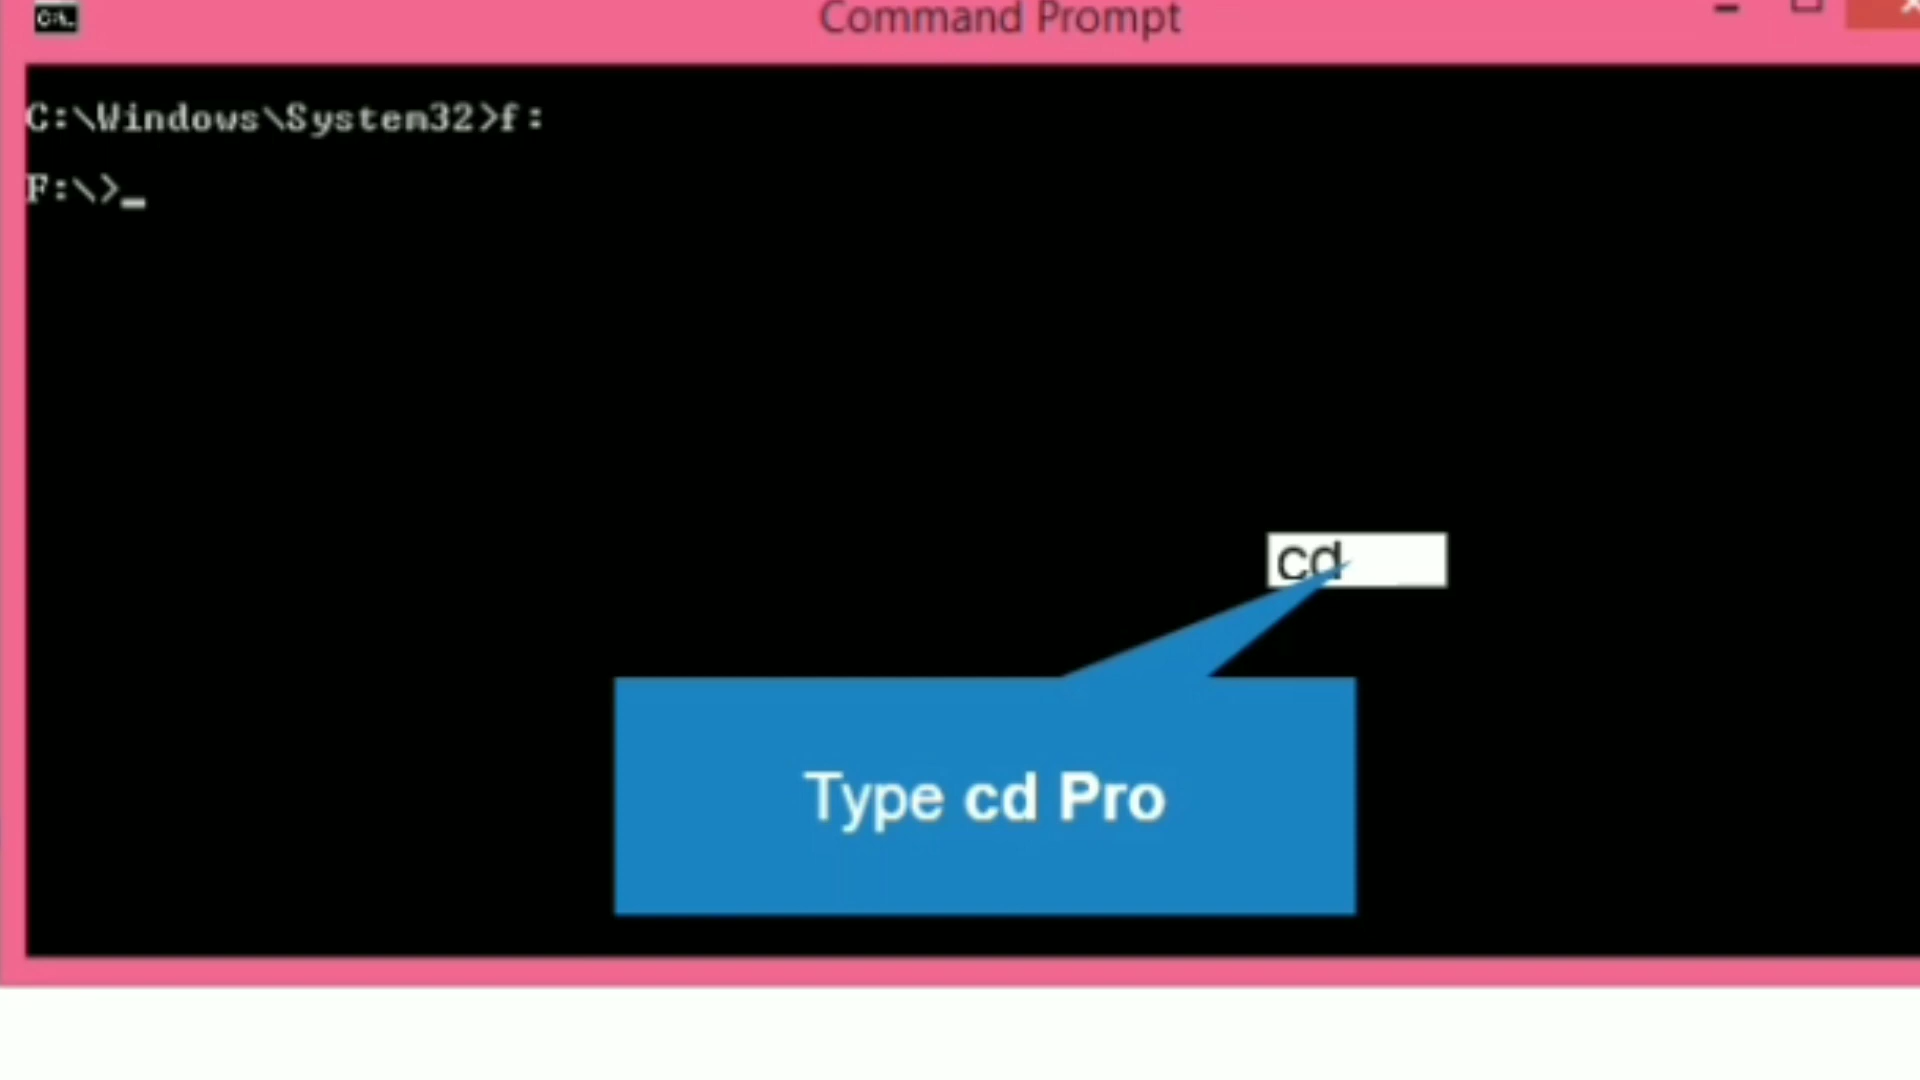 C:\.
Command Prompt
C:\Windows\System32>f:
F:\>_
cd
Type cd Pro